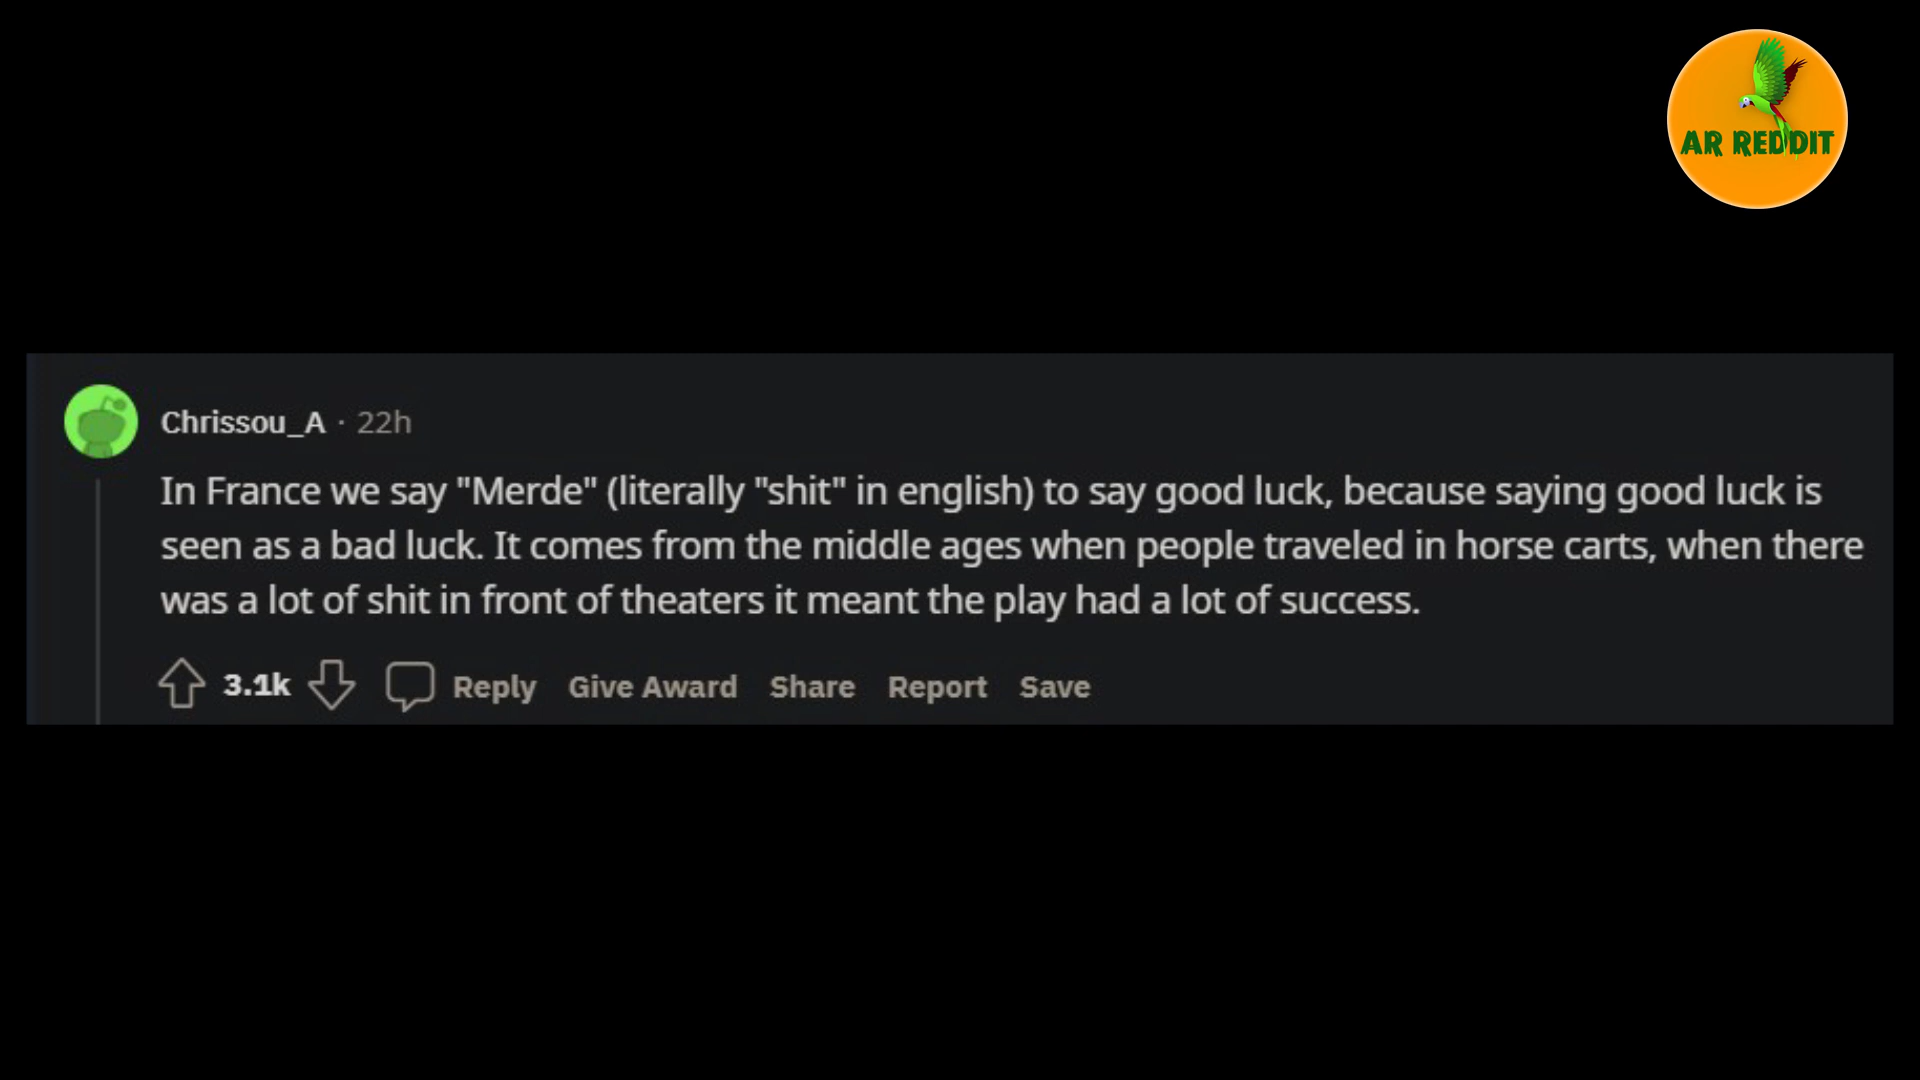 AR REDDIT
Chrissou_A · 22h
In France we say "Merde" (literally "shit" in english) to say good luck, because saying good luck is
seen as a bad luck. It comes from the middle ages when people traveled in horse carts, when there
was a lot of shit in front of theaters it meant the play had a lot of success.
3.1k Reply Give Award Share Report Save